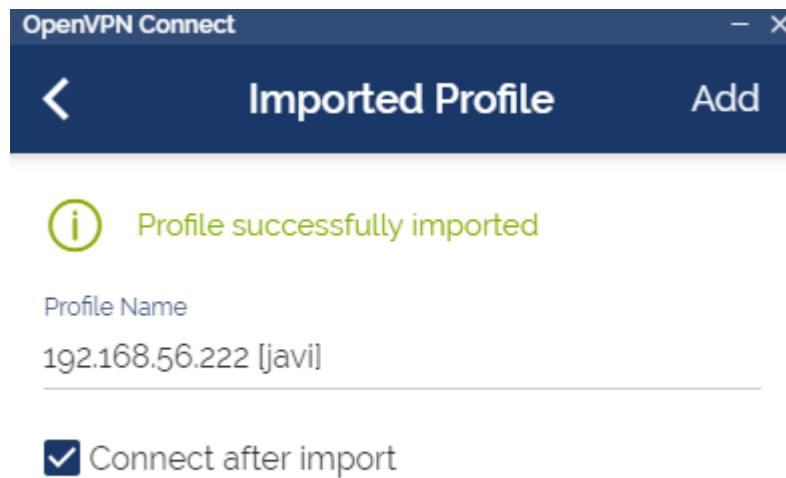 OpenVPN Connect
Imported Profile Add
Profile successfully imported
Profile Name
192.168.56.222 [javi]
Connect after import